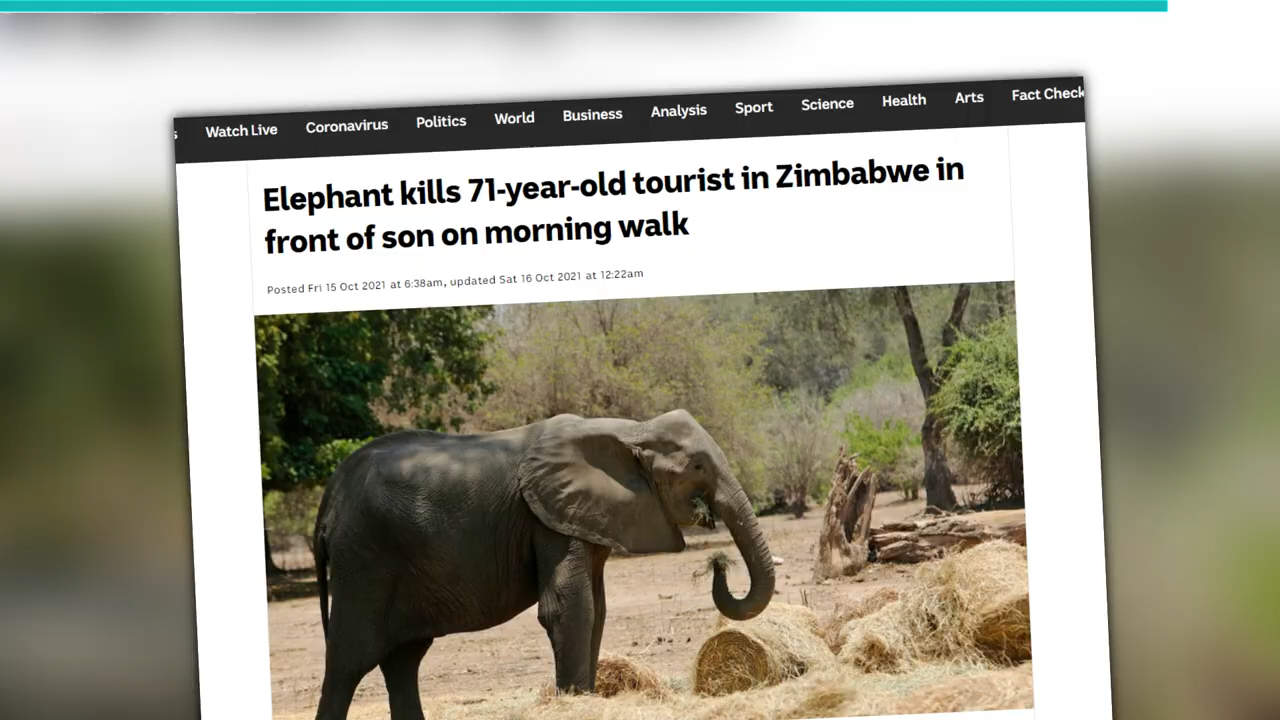 Watch Live Coronavirus Politics World Business Analysis Sport Science Health Arts Fact Check
Elephant kills 71-year-old tourist in Zimbabwe in
front of son on morning walk
Posted Fri 15 Oct 2021 at 6:38am, updated Sat 16 Oct 2021 at 12:22am